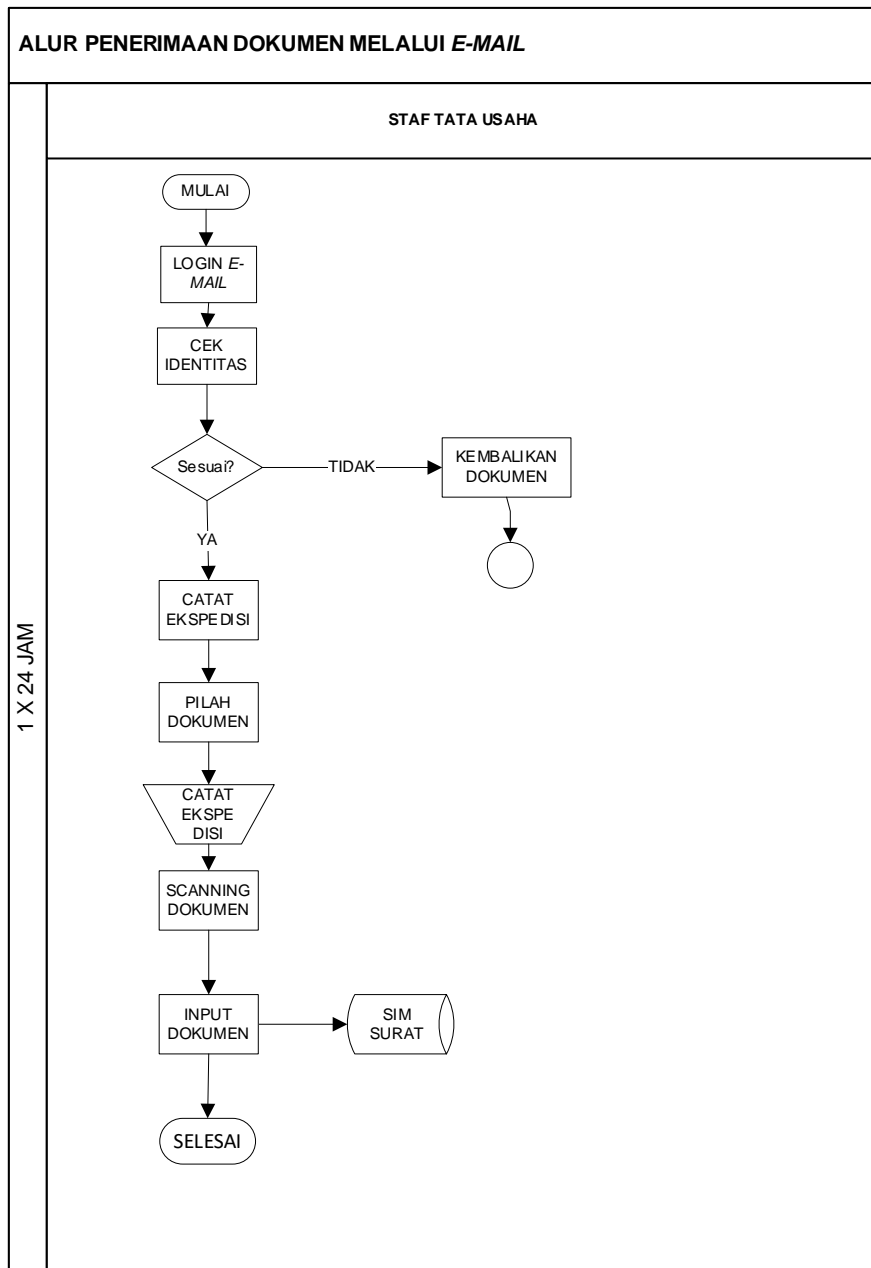 ALUR PENERIMAAN DOKUMEN MELALUI E-MAIL
STAF TATA USAHA
1 X 24 JAM
MULAI
LOGIN E-
MAIL
CEK
IDENTITAS
Sesuai?
TIDAK
KEMBALIKAN
DOKUMEN
YA
CATAT
EKSPEDISI
PILAH
DOKUMEN
CATAT
EKSPE
DISI
SCANNING
DOKUMEN
INPUT
DOKUMEN
SIM
SURAT
SELESAI